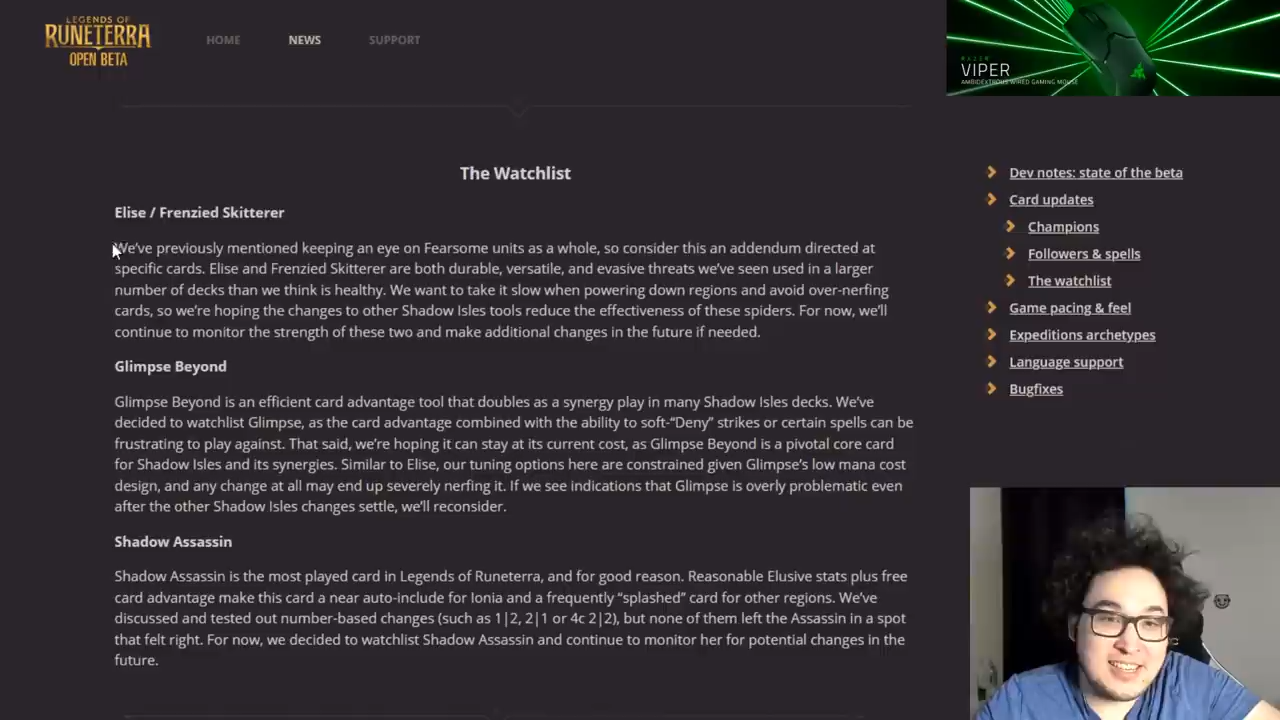 LEGENDS OF
RUNETERRA
OPEN BETA
HOME
NEWS
SUPPORT
RAZER
VIPER
AMBIDEXTROUS WIRED GAMING MOUSE
The Watchlist
Elise / Frenzied Skitterer
We've previously mentioned keeping an eye on Fearsome units as a whole, so consider this an addendum directed at
specific cards. Elise and Frenzied Skitterer are both durable, versatile, and evasive threats we've seen used in a larger
number of decks than we think is healthy. We want to take it slow when powering down regions and avoid over-nerfing
cards, so we're hoping the changes to other Shadow Isles tools reduce the effectiveness of these spiders. For now, we'll
continue to monitor the strength of these two and make additional changes in the future if needed.
Glimpse Beyond
Glimpse Beyond is an efficient card advantage tool that doubles as a synergy play in many Shadow Isles decks. We've
decided to watchlist Glimpse, as the card advantage combined with the ability to soft-“Deny” strikes or certain spells can be
frustrating to play against. That said, we're hoping it can stay at its current cost, as Glimpse Beyond is a pivotal core card
for Shadow Isles and its synergies. Similar to Elise, our tuning options here are constrained given Glimpse's low mana cost
design, and any change at all may end up severely nerfing it. If we see indications that Glimpse is overly problematic even
after the other Shadow Isles changes settle, we'll reconsider.
Shadow Assassin
Shadow Assassin is the most played card in Legends of Runeterra, and for good reason. Reasonable Elusive stats plus free
card advantage make this card a near auto-include for Ionia and a frequently “splashed” card for other regions. We've
discussed and tested out number-based changes (such as 1|2, 2|1 or 4c 2|2), but none of them left the Assassin in a spot
that felt right. For now, we decided to watchlist Shadow Assassin and continue to monitor her for potential changes in the
future.
Dev notes: state of the beta
Card updates
Champions
Followers & spells
The watchlist
Game pacing & feel
Expeditions archetypes
Language support
Bugfixes